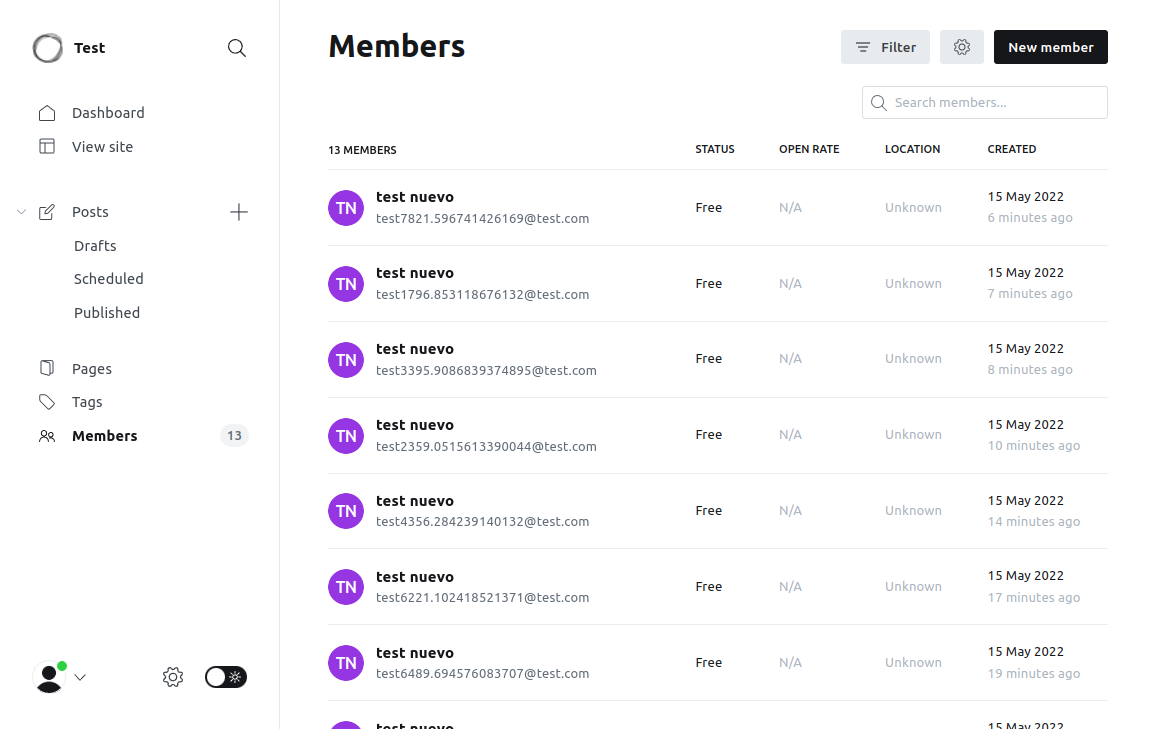 Test
Dashboard
View site
Posts
Drafts
Scheduled
Published
Pages
Tags
Members 13
Members
Filter
New member
Search members...
13 MEMBERS STATUS OPEN RATE LOCATION CREATED
TN test nuevo 15 May 2022
test7821.596741426169@test.com Free N/A Unknown 6 minutes ago
TN test nuevo 15 May 2022
test1796.853118676132@test.com Free N/A Unknown 7 minutes ago
TN test nuevo 15 May 2022
test3395.9086839374895@test.com Free N/A Unknown 8 minutes ago
TN test nuevo 15 May 2022
test2359.0515613390044@test.com Free N/A Unknown 10 minutes ago
TN test nuevo 15 May 2022
test4356.284239140132@test.com Free N/A Unknown 14 minutes ago
TN test nuevo 15 May 2022
test6221.102418521371@test.com Free N/A Unknown 17 minutes ago
TN test nuevo 15 May 2022
test6489.694576083707@test.com Free N/A Unknown 19 minutes ago
test nuevo 15 May 2022